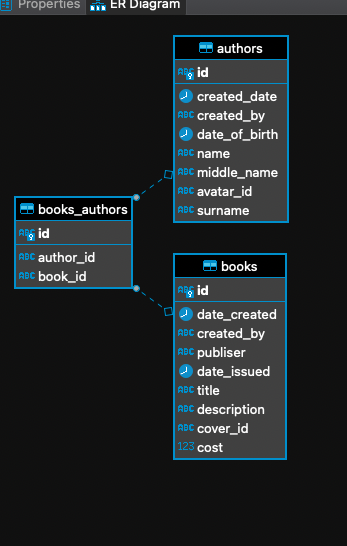 Properties
ER Diagram
authors
ABC id
created_date
ABC created_by
date_of_birth
ABC name
ABC middle_name
ABC avatar_id
ABC surname
books_authors
ABC id
ABC author_id
ABC book_id
books
ABC id
date_created
ABC created_by
ABC publiser
date_issued
ABC title
ABC description
ABC cover_id
123 cost